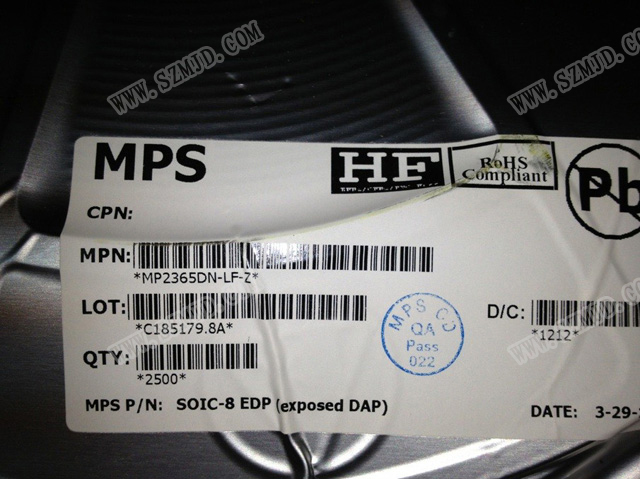 WWW.SZMJD.COM
WWW.SZMJD.COM
MPS
HF
RoHS
Compliant
Pb
CPN:
MPN:
*MP2365DN-LF-Z*
LOT:
*C185179.8A*
D/C:
*1212*
MPS CD
QA
Pass
022
QTY:
*2500*
WWW.SZMJD.COM
WWW.SZMJD.COM
MPS P/N: SOIC-8 EDP (exposed DAP)
DATE: 3-29-